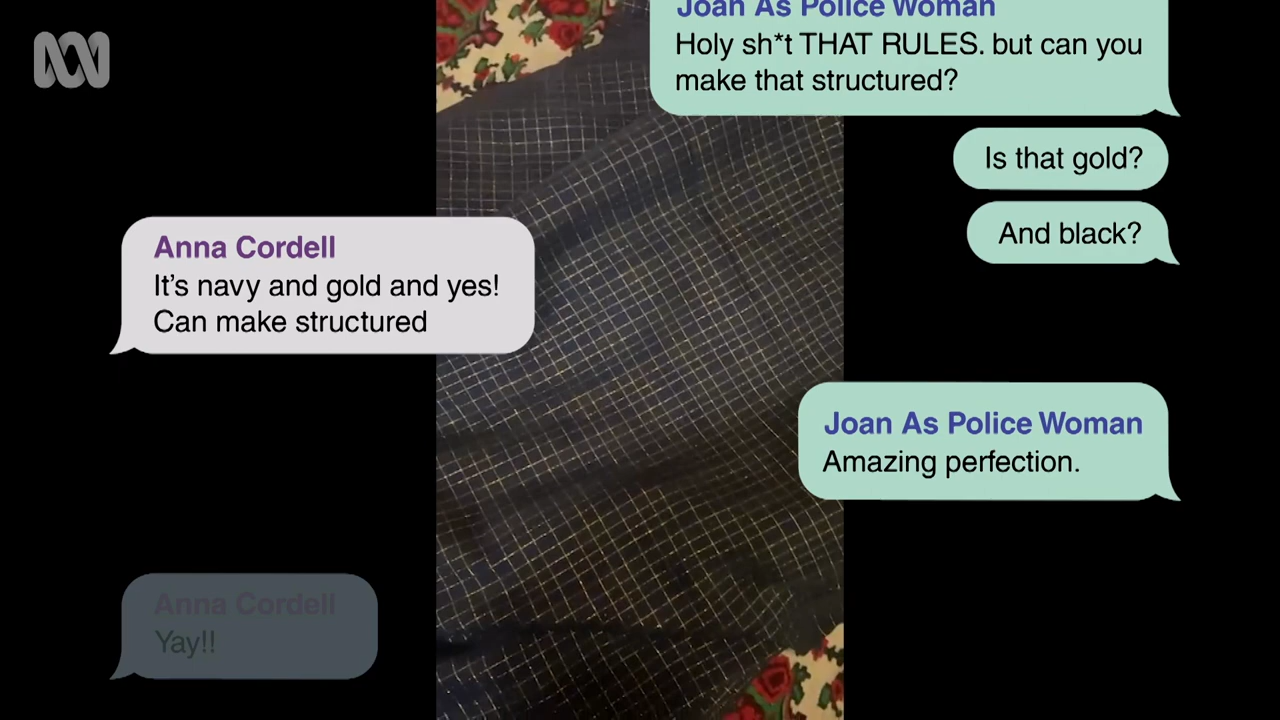 Joan As Police Woman
Holy sh*t THAT RULES. but can you
make that structured?
Is that gold?
And black?
Anna Cordell
It’s navy and gold and yes!
Can make structured
Joan As Police Woman
Amazing perfection.
Anna Cordell
Yay!!